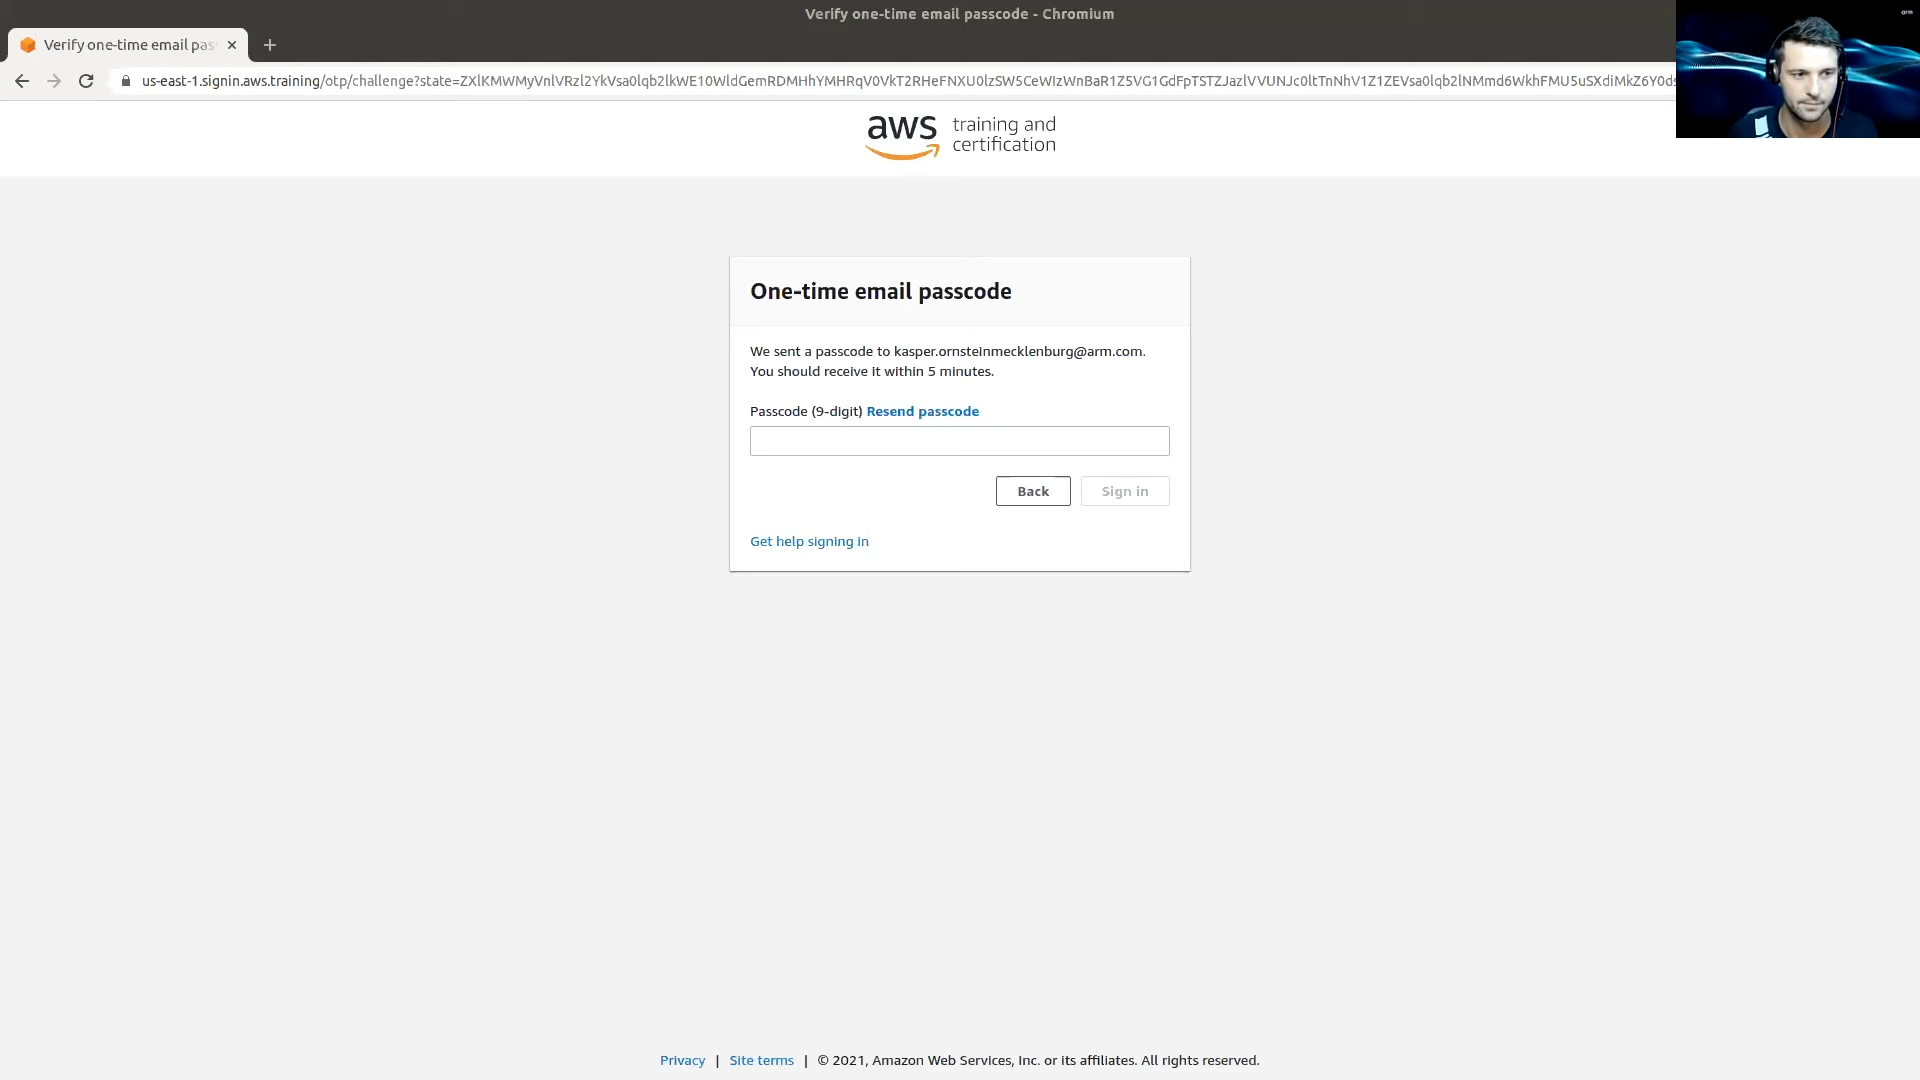 Verify one-time email passcode - Chromium
Verify one-time email pas
us-east-1.signin.aws.training/otp/challenge?state=
arm
aws training and certification
One-time email passcode
We sent a passcode to kasper.ornsteinmecklenburg@arm.com.
You should receive it within 5 minutes.
Passcode (9-digit) Resend passcode
Back Sign in
Get help signing in
Privacy | Site terms | © 2021, Amazon Web Services, Inc. or its affiliates. All rights reserved.